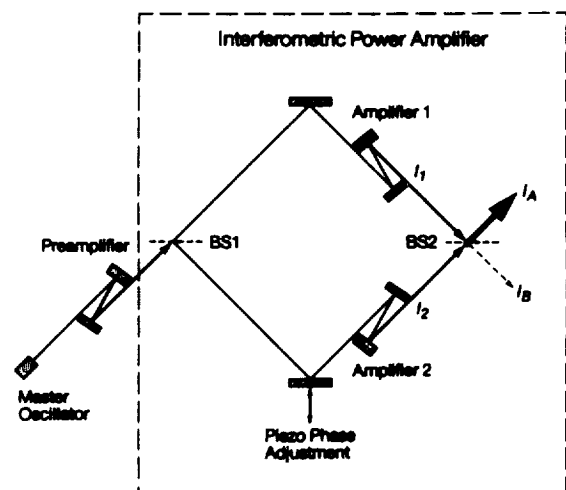 Interferometric Power Amplifier
Amplifier 1
I1
IA
Preamplifier
BS1
BS2
IB
I2
Master
Oscillator
Amplifier 2
Piezo Phase
Adjustment